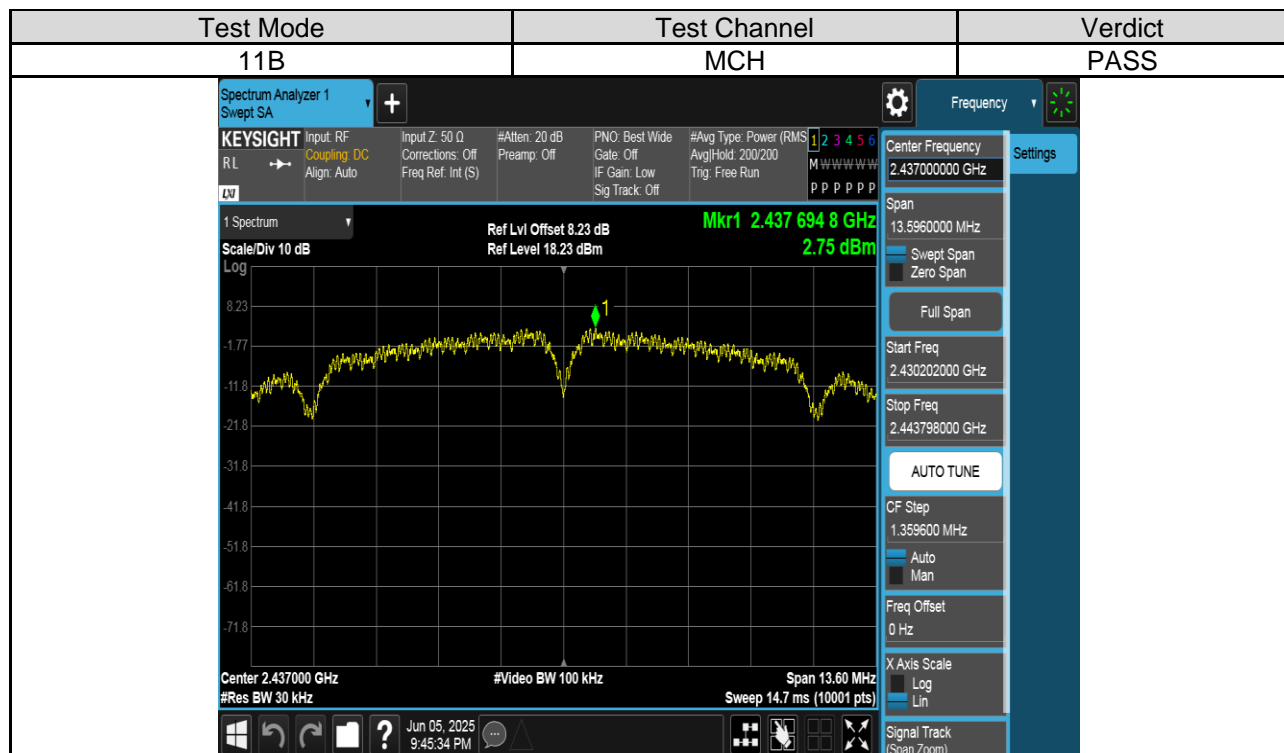 Test Mode Test Channel Verdict
11B MCH PASS
Spectrum Analyzer 1
Swept SA
+
Frequency
KEYSIGHT
RL
LXI
Input: RF
Coupling: DC
Align: Auto
Input Z: 50 Ω
Corrections: Off
Freq Ref: Int (S)
#Atten: 20 dB
Preamp: Off
PNO: Best Wide
Gate: Off
IF Gain: Low
Sig Track: Off
#Avg Type: Power (RMS
Avg|Hold: 200/200
Trig: Free Run
1 2 3 4 5 6
M W W W W W
P P P P P P
1 Spectrum
Scale/Div 10 dB
Log
Ref Lvl Offset 8.23 dB
Ref Level 18.23 dBm
Mkr1 2.437 694 8 GHz
2.75 dBm
1
8.23
-1.77
-11.8
-21.8
-31.8
-41.8
-51.8
-61.8
-71.8
Center 2.437000 GHz
#Res BW 30 kHz
#Video BW 100 kHz
Span 13.60 MHz
Sweep 14.7 ms (10001 pts)
?
Jun 05, 2025
9:45:34 PM
Center Frequency
2.437000000 GHz
Settings
Span
13.5960000 MHz
Swept Span
Zero Span
Full Span
Start Freq
2.430202000 GHz
Stop Freq
2.443798000 GHz
AUTO TUNE
CF Step
1.359600 MHz
Auto
Man
Freq Offset
0 Hz
X Axis Scale
Log
Lin
Signal Track
(Span Zoom)